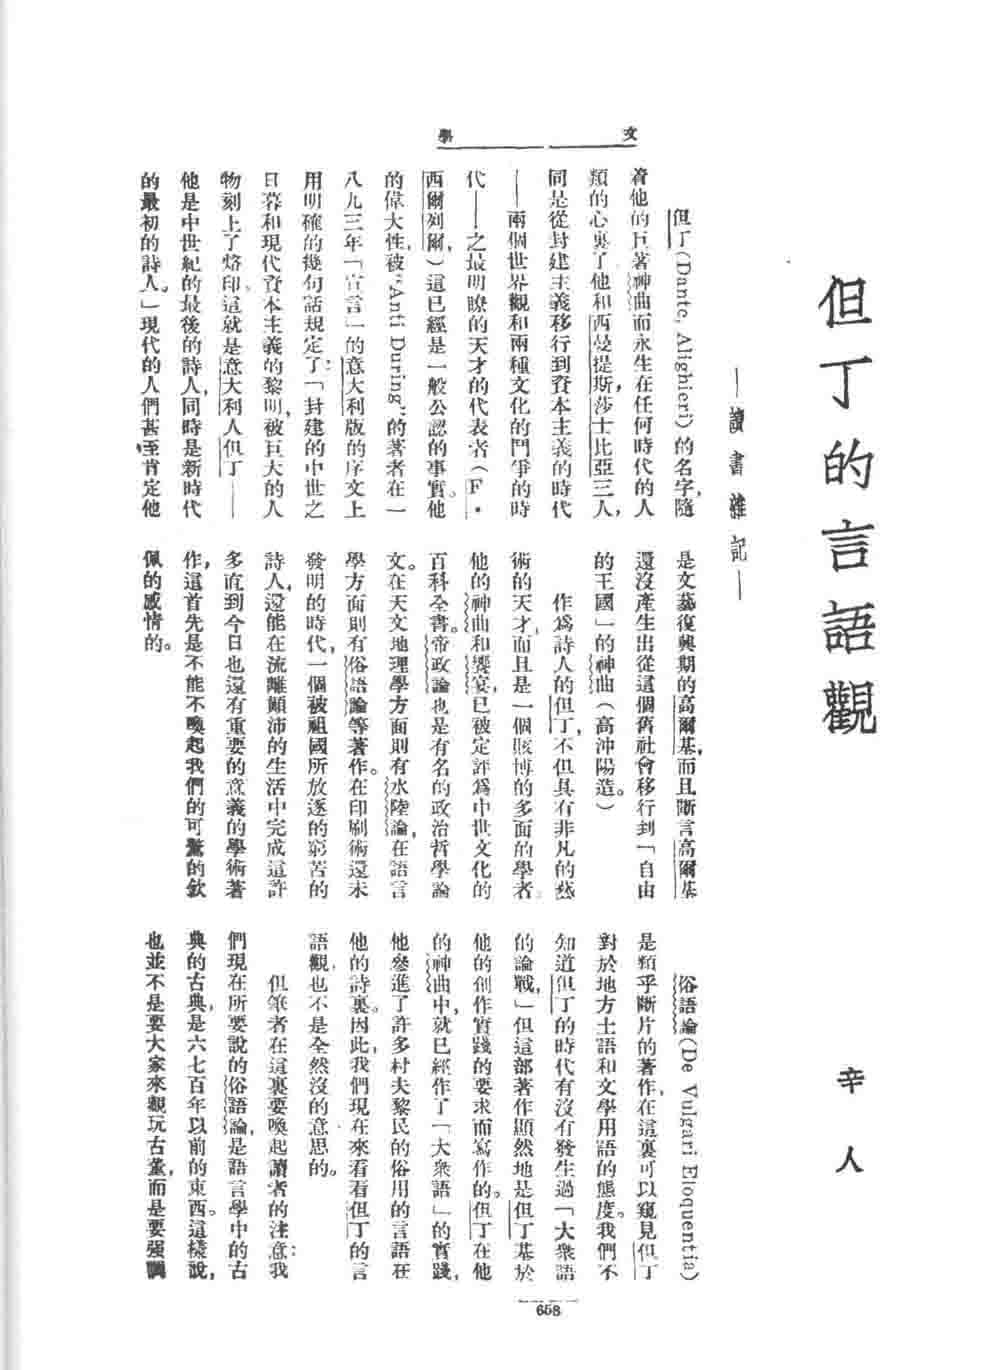 文學
但丁的言語觀
——讀書雜記——
辛人
但丁(Dante, Alighieri)的名字，隨
着他的巨著神曲而永生在任何時代的人
類的心裏了。他和西曼提斯，莎士比亞三人，
同是從封建主義移行到資本主義的時代
——兩個世界觀和兩種文化的鬥爭的時
代——之最明瞭的天才的代表者（F・
西爾列爾，）這已經是一般公認的事實。他
的偉大性，被"Anti During"的著者在一
八九三年「宣言」的意大利版的序文上
用明確的幾句話規定了：「封建的中世之
日暮和現代資本主義的黎明，被巨大的人
物刻上了烙印。這就是意大利人但丁——
他是中世紀的最後的詩人，同時是新時代
的最初的詩人。」現代的人們甚至肯定他
是文藝復興期的高爾基，而且斷言高爾基
還沒產生出從這個舊社會移行到「自由
的王國」的神曲（高沖陽造。）
作爲詩人的但丁，不但具有非凡的藝
術的天才，而且是一個賅博的多面的學者。
他的神曲和饗宴，已被定評爲中世文化的
百科全書。帝政論也是有名的政治哲學論
文。在天文地理學方面則有水陸論，在語言
學方面則有俗語論等著作。在印刷術還未
發明的時代，一個被祖國所放逐的窮苦的
詩人，還能在流離顛沛的生活中完成這許
多直到今日也還有重要的意義的學術著
作，這首先是不能不喚起我們的可驚的欽
佩的感情的。
俗語論(De Vulgari Eloquentia)
是類乎斷片的著作，在這裏可以窺見但丁
對於地方土語和文學用語的態度。我們不
知道但丁的時代有沒有發生過「大衆語
的論戰，」但這部著作顯然地是但丁基於
他的創作實踐的要求而寫作的。但丁在他
的神曲中，就已經作了「大衆語」的實踐，
他參進了許多村夫黎民的俗用的言語在
他的詩裏。因此，我們現在來看看但丁的言
語觀，也不是全然沒的意思的。
但筆者在這裏要喚起讀者的注意：我
們現在所要說的俗語論，是語言學中的古
典的古典，是六七百年以前的東西。這樣說，
也並不是要大家來觀玩古董，而是要强調
658